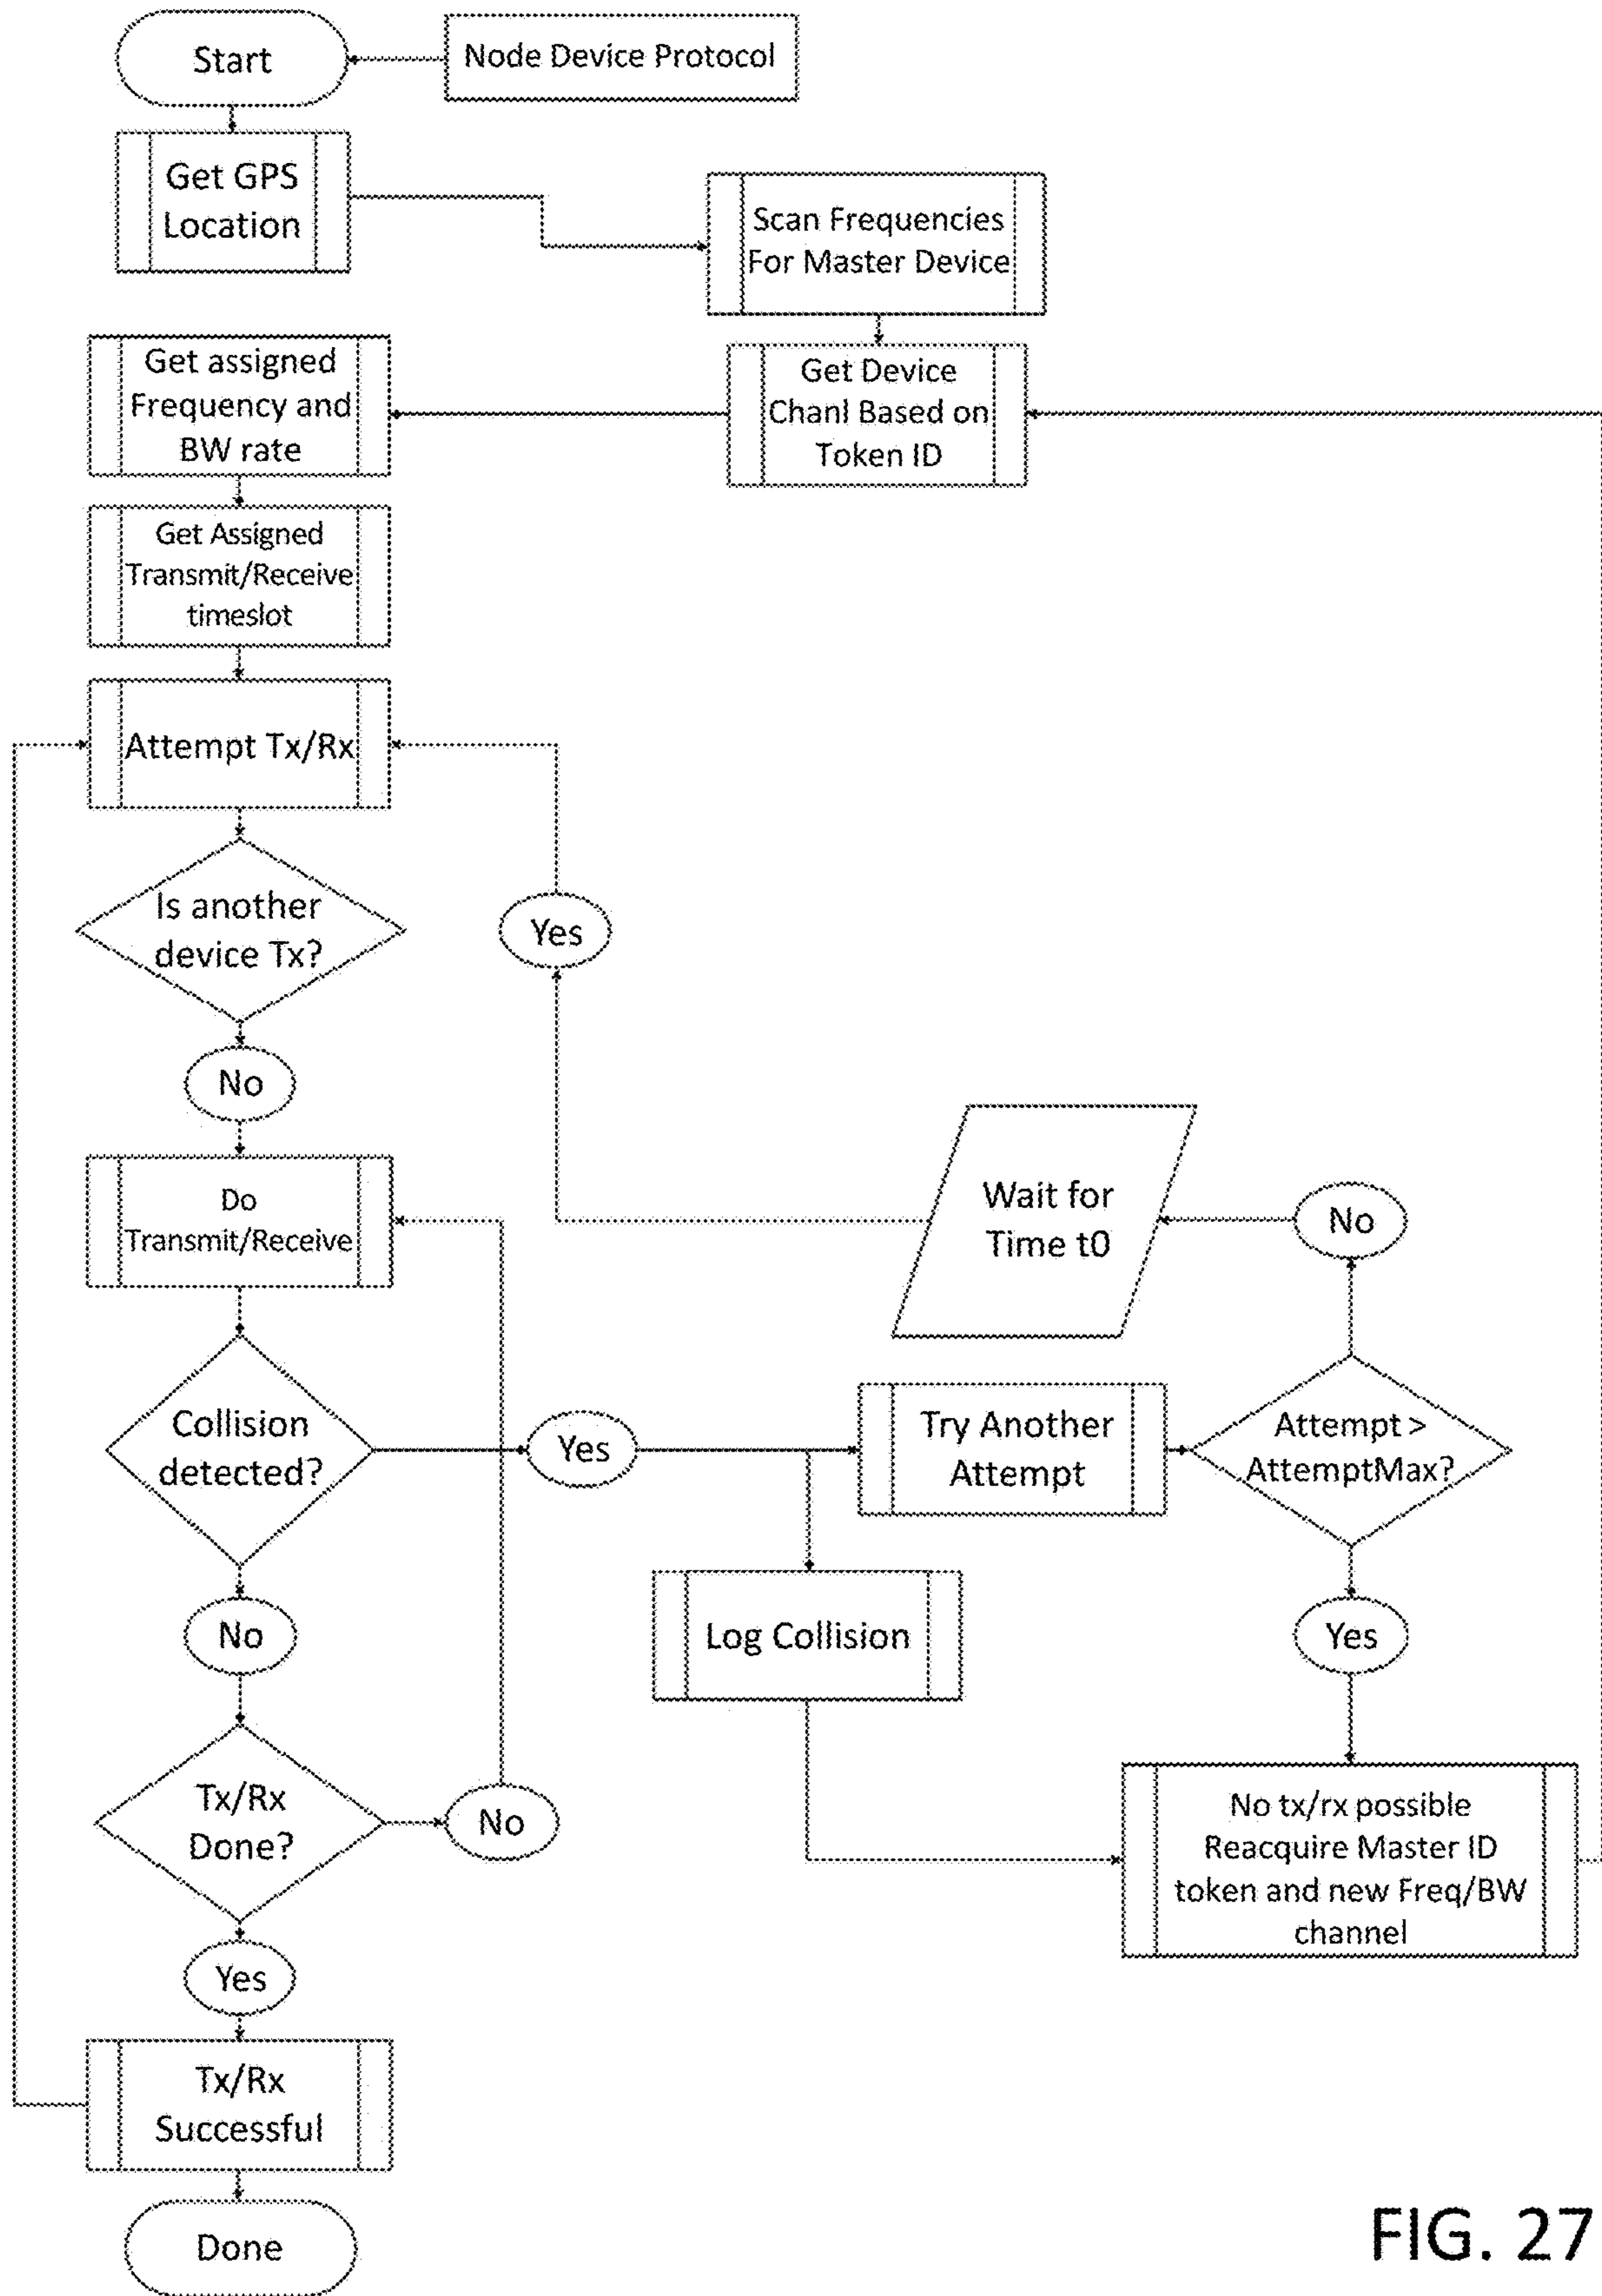 Start
Node Device Protocol
Get GPS
Location
Scan Frequencies
For Master Device
Get assigned
Frequency and
BW rate
Get Device
Chanl Based on
Token ID
Get Assigned
Transmit/Receive
timeslot
Attempt Tx/Rx
Is another
device Tx?
Yes
No
Do
Transmit/Receive
Wait for
Time t0
No
Collision
detected?
Yes
Try Another
Attempt
Attempt >
AttemptMax?
No
Log Collision
Yes
Tx/Rx
Done?
No
No tx/rx possible
Reacquire Master ID
token and new Freq/BW
channel
Yes
Tx/Rx
Successful
Done
FIG. 27